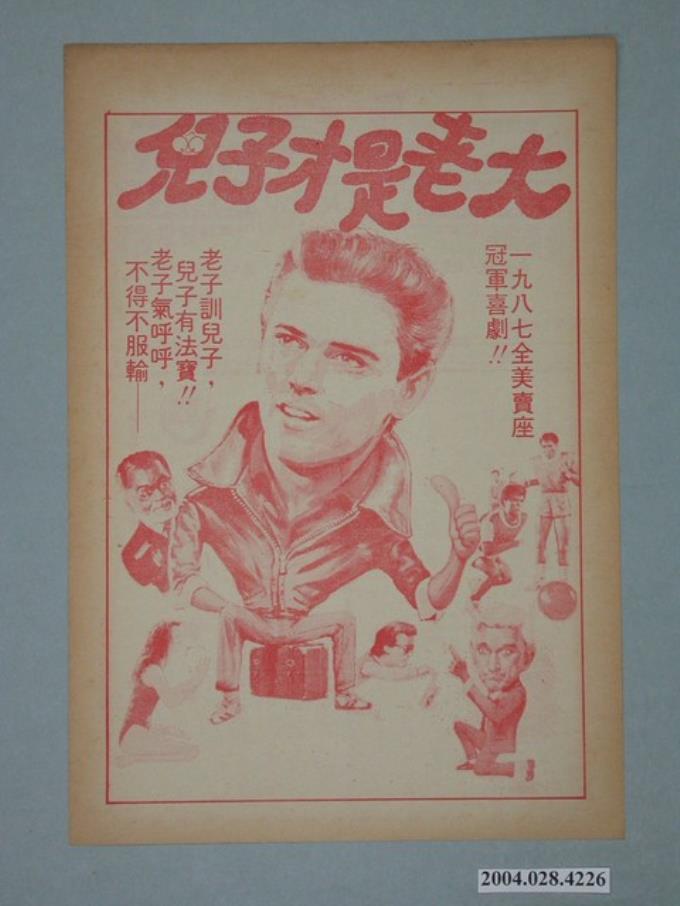 兒子才是老大
一九八七全美賣座
冠軍喜劇!!
老子訓兒子，
兒子有法寶!!
老子氣呼呼，
不得不服輸——
2004.028.4226